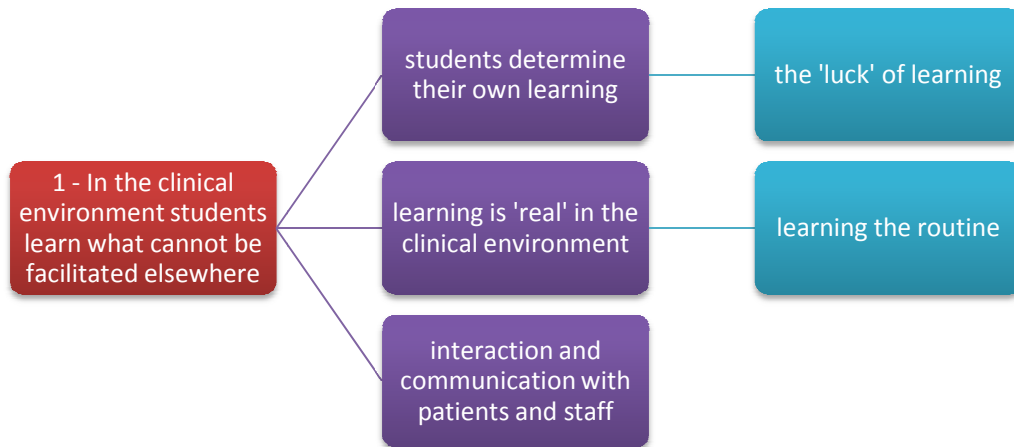 students determine
their own learning
the 'luck' of learning
1 - In the clinical
environment students
learn what cannot be
facilitated elsewhere
learning is 'real' in the
clinical environment
learning the routine
interaction and
communication with
patients and staff